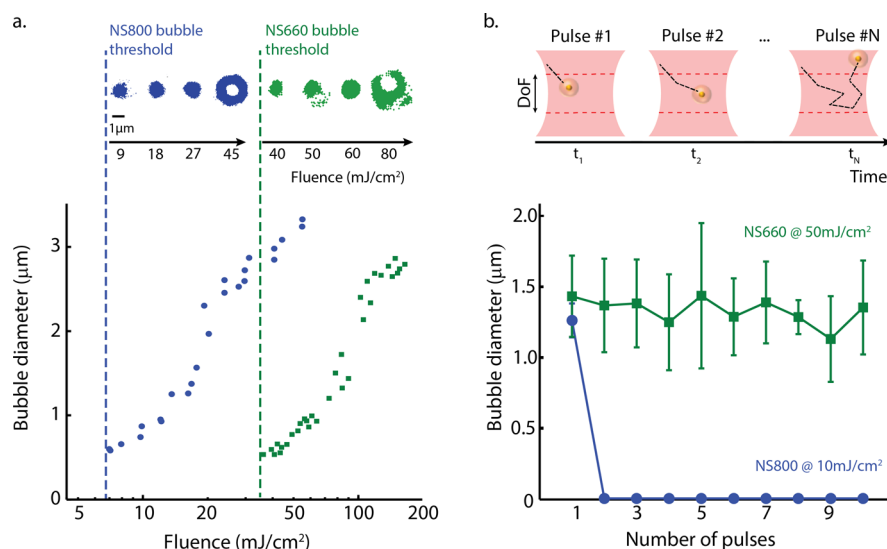 a.
NS800 bubble
threshold
NS660 bubble
threshold
1μm
9 18 27 45 40 50 60 80
Fluence (mJ/cm²)
Bubble diameter (μm)
3
2
1
0
5 10 20 50 100 200
Fluence (mJ/cm²)
b.
Pulse #1 Pulse #2 ... Pulse #N
DoF
t₁ t₂ t_N
Time
Bubble diameter (μm)
2.0
1.5
1.0
0.5
0
NS660 @ 50mJ/cm²
NS800 @ 10mJ/cm²
1 3 5 7 9
Number of pulses